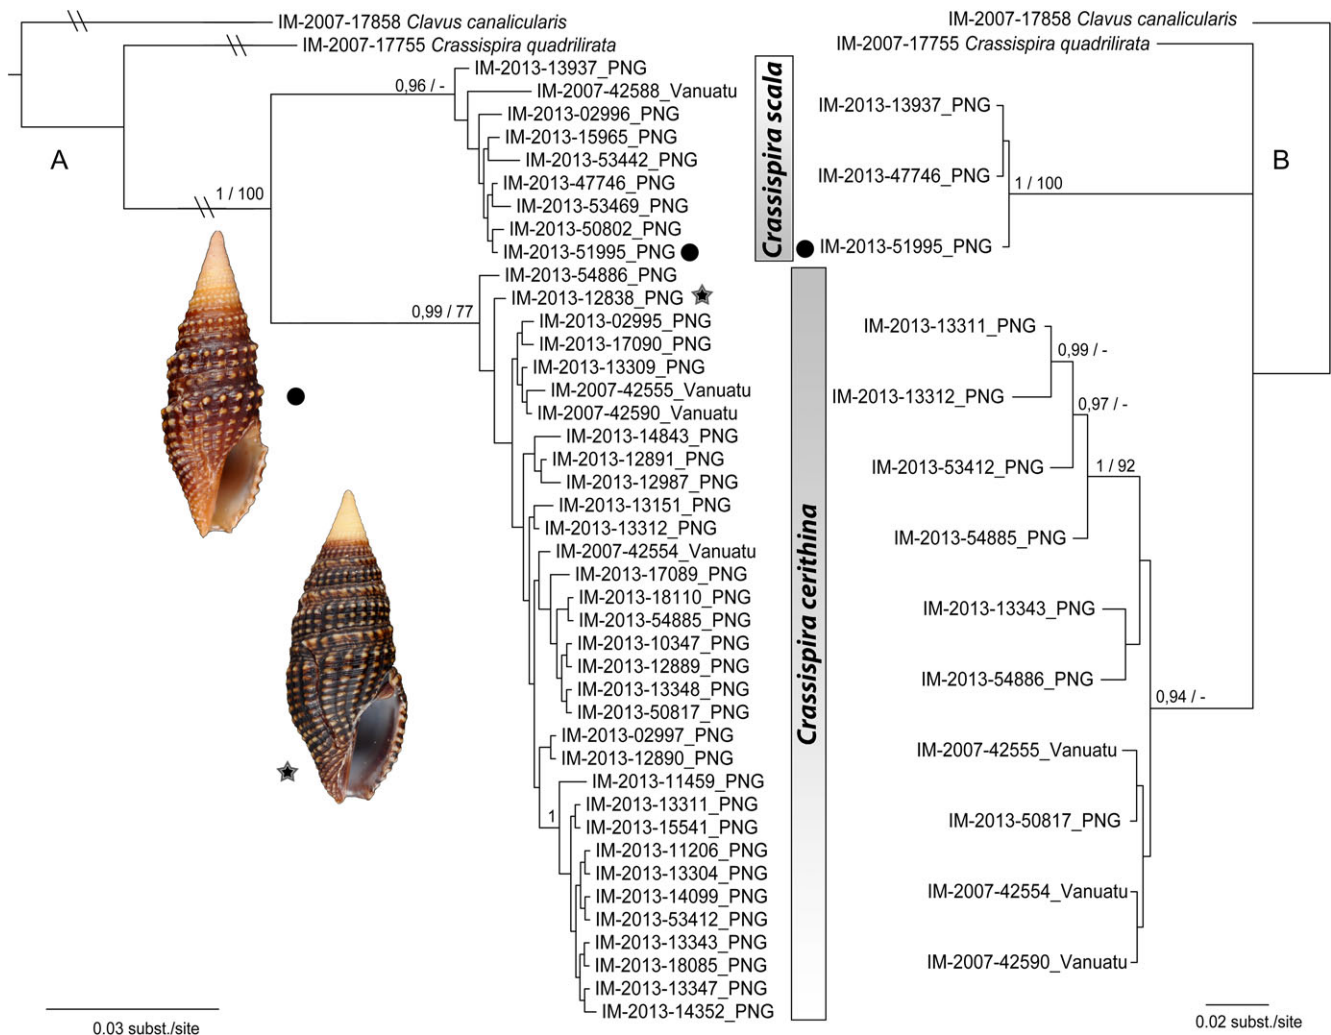 IM-2007-17858 Clavus canalicularis
IM-2007-17755 Crassispira quadrilirata
IM-2013-13937_PNG
0,96 / -
IM-2007-42588_Vanuatu
IM-2013-02996_PNG
IM-2013-15965_PNG
A
IM-2013-53442_PNG
IM-2013-47746_PNG
1 / 100
IM-2013-53469_PNG
IM-2013-50802_PNG
IM-2013-51995_PNG
IM-2013-54886_PNG
IM-2013-12838_PNG
0,99 / 77
IM-2013-02995_PNG
IM-2013-17090_PNG
IM-2013-13309_PNG
IM-2007-42555_Vanuatu
IM-2007-42590_Vanuatu
IM-2013-14843_PNG
IM-2013-12891_PNG
IM-2013-12987_PNG
IM-2013-13151_PNG
IM-2013-13312_PNG
IM-2007-42554_Vanuatu
IM-2013-17089_PNG
IM-2013-18110_PNG
IM-2013-54885_PNG
IM-2013-10347_PNG
IM-2013-12889_PNG
IM-2013-13348_PNG
IM-2013-50817_PNG
IM-2013-02997_PNG
IM-2013-12890_PNG
IM-2013-11459_PNG
IM-2013-13311_PNG
1
IM-2013-15541_PNG
IM-2013-11206_PNG
IM-2013-13304_PNG
IM-2013-14099_PNG
IM-2013-53412_PNG
IM-2013-13343_PNG
IM-2013-18085_PNG
IM-2013-13347_PNG
IM-2013-14352_PNG
0.03 subst./site
Crassispira scala
Crassispira cerithina
IM-2007-17858 Clavus canalicularis
IM-2007-17755 Crassispira quadrilirata
IM-2013-13937_PNG
B
IM-2013-47746_PNG
1 / 100
IM-2013-51995_PNG
IM-2013-13311_PNG
0,99 / -
IM-2013-13312_PNG
0,97 / -
IM-2013-53412_PNG
1 / 92
IM-2013-54885_PNG
IM-2013-13343_PNG
IM-2013-54886_PNG
0,94 / -
IM-2007-42555_Vanuatu
IM-2013-50817_PNG
IM-2007-42554_Vanuatu
IM-2007-42590_Vanuatu
0.02 subst./site